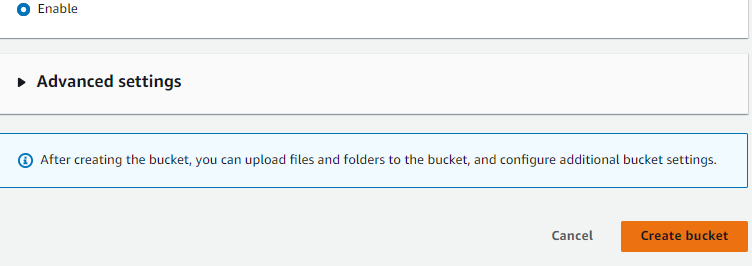 Enable
Advanced settings
After creating the bucket, you can upload files and folders to the bucket, and configure additional bucket settings.
Cancel
Create bucket